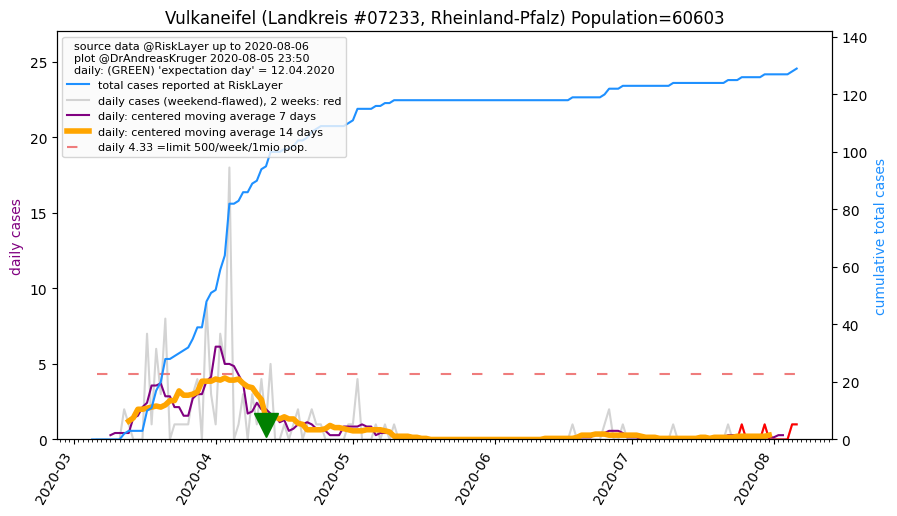 Vulkaneifel (Landkreis #07233, Rheinland-Pfalz) Population=60603
source data @RiskLayer up to 2020-08-06
plot @DrAndreasKruger 2020-08-05 23:50
daily: (GREEN) 'expectation day' = 12.04.2020
total cases reported at RiskLayer
daily cases (weekend-flawed), 2 weeks: red
daily: centered moving average 7 days
daily: centered moving average 14 days
daily 4.33 =limit 500/week/1mio pop.
daily cases
25
20
15
10
5
0
cumulative total cases
140
120
100
80
60
40
20
0
2020-03
2020-04
2020-05
2020-06
2020-07
2020-08